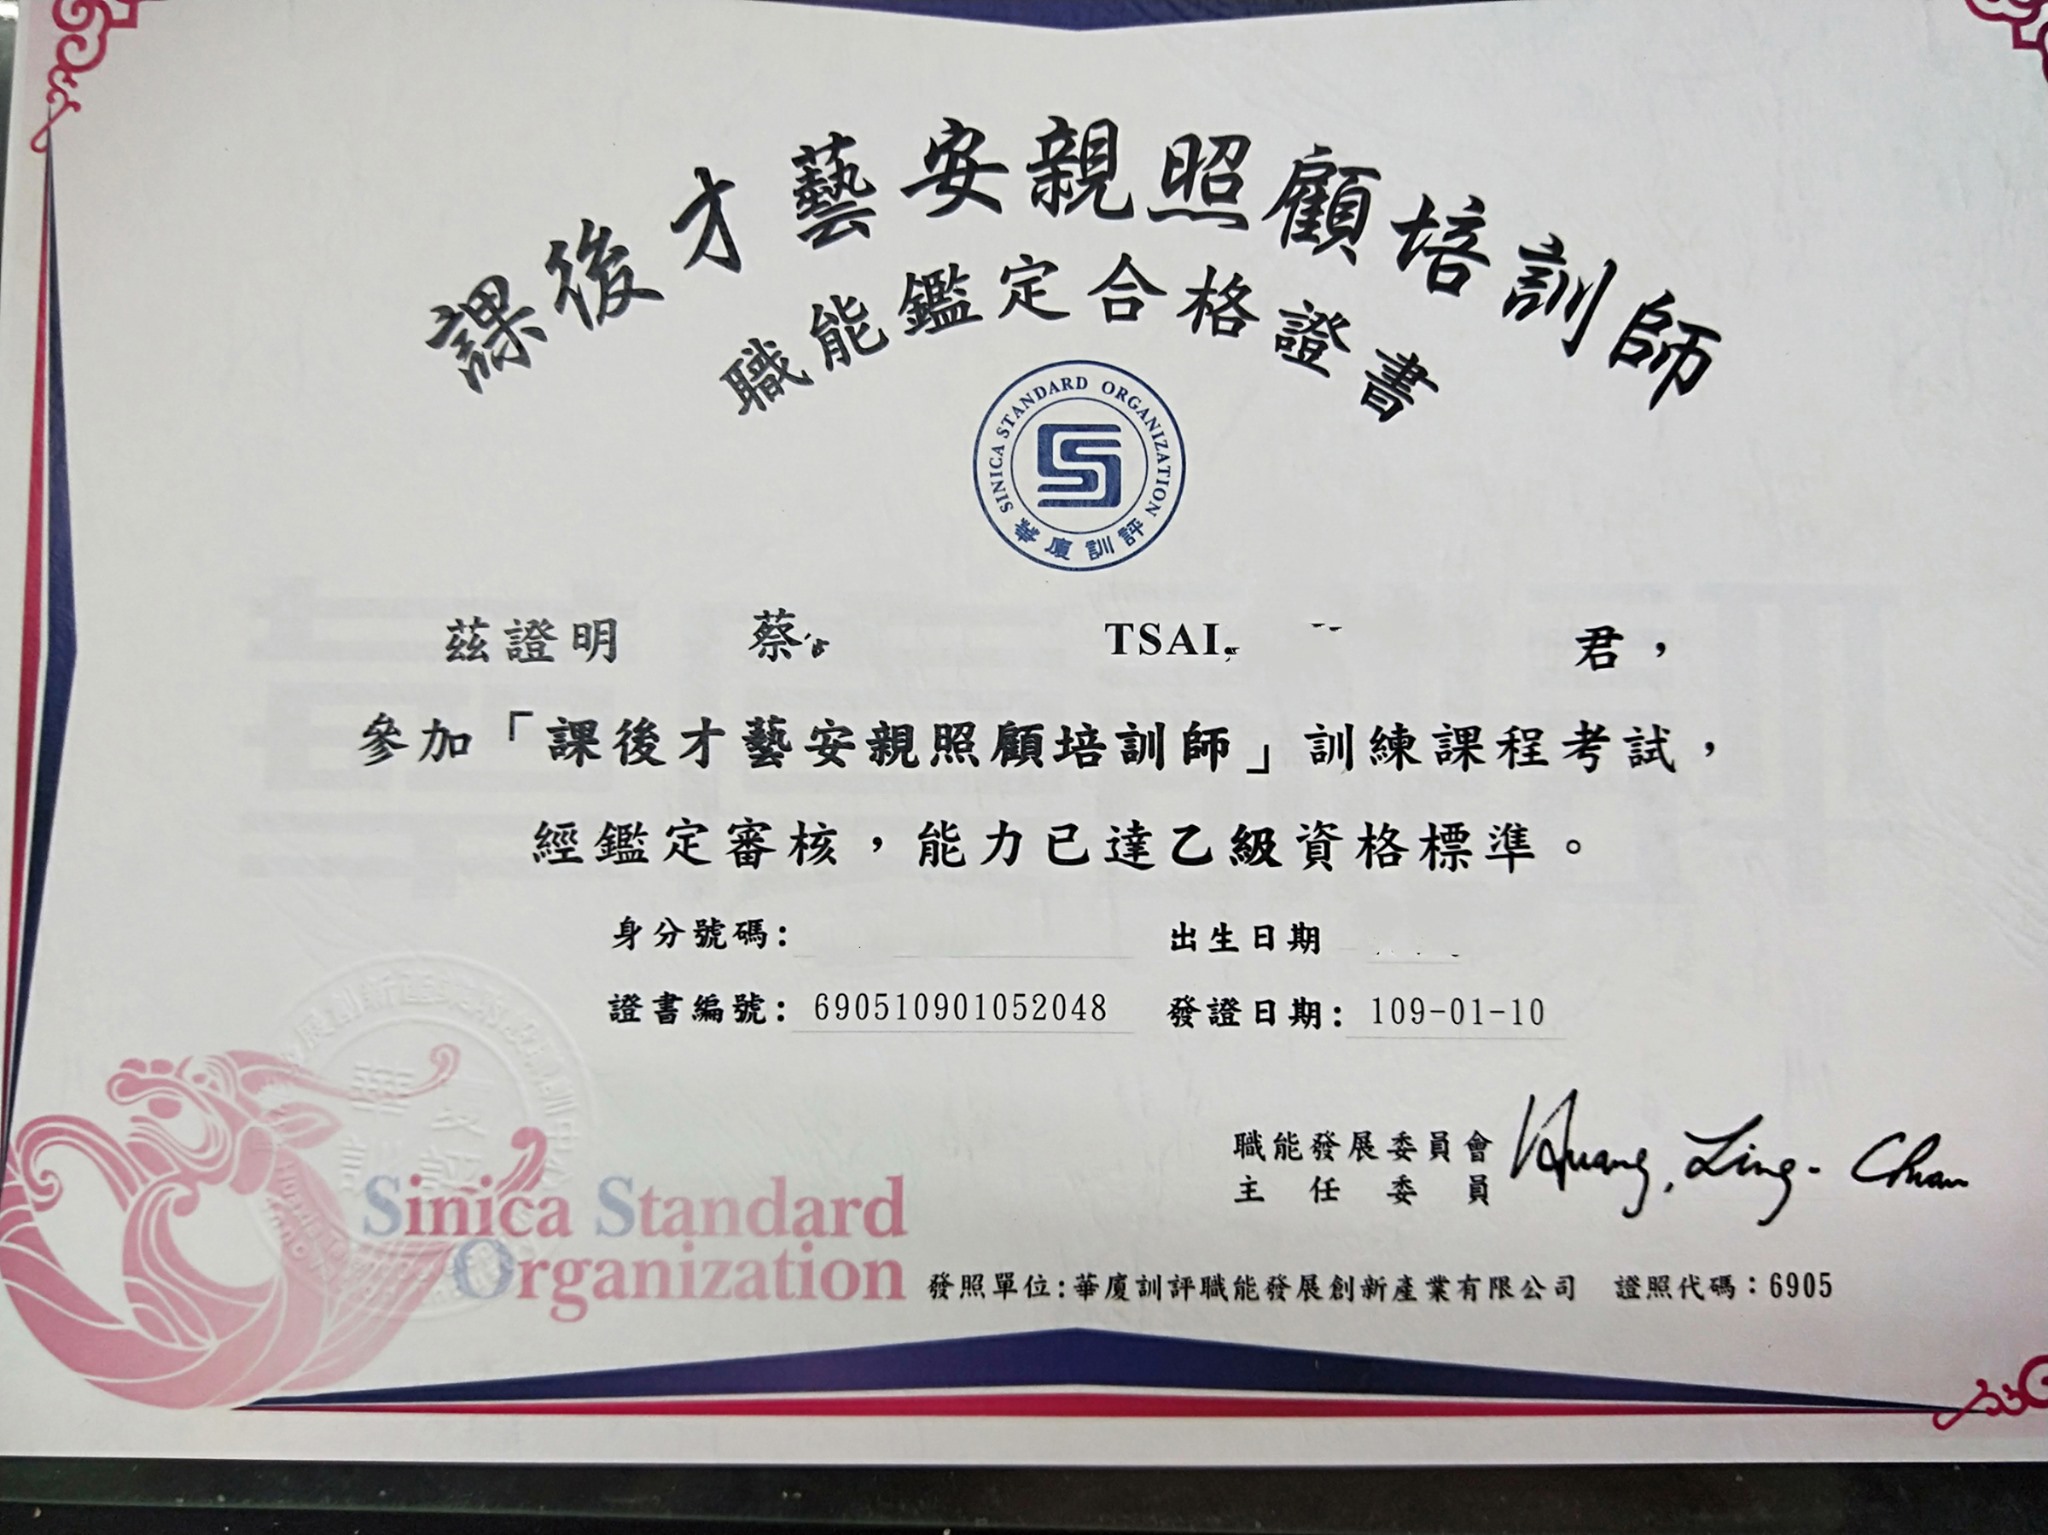 課後才藝安親照顧培訓師
職能鑑定合格證書
SINICA STANDARD ORGANIZATION
華廈訓評
茲證明 蔡 TSAI, 君，
參加「課後才藝安親照顧培訓師」訓練課程考試，
經鑑定審核，能力已達乙級資格標準。
身分號碼: 出生日期
證書編號: 690510901052048 發證日期: 109-01-10
職能發展委員會
主任委員
Huang, Ling-Chuan
Sinica Standard
Organization
發照單位:華廈訓評職能發展創新產業有限公司 證照代碼：6905